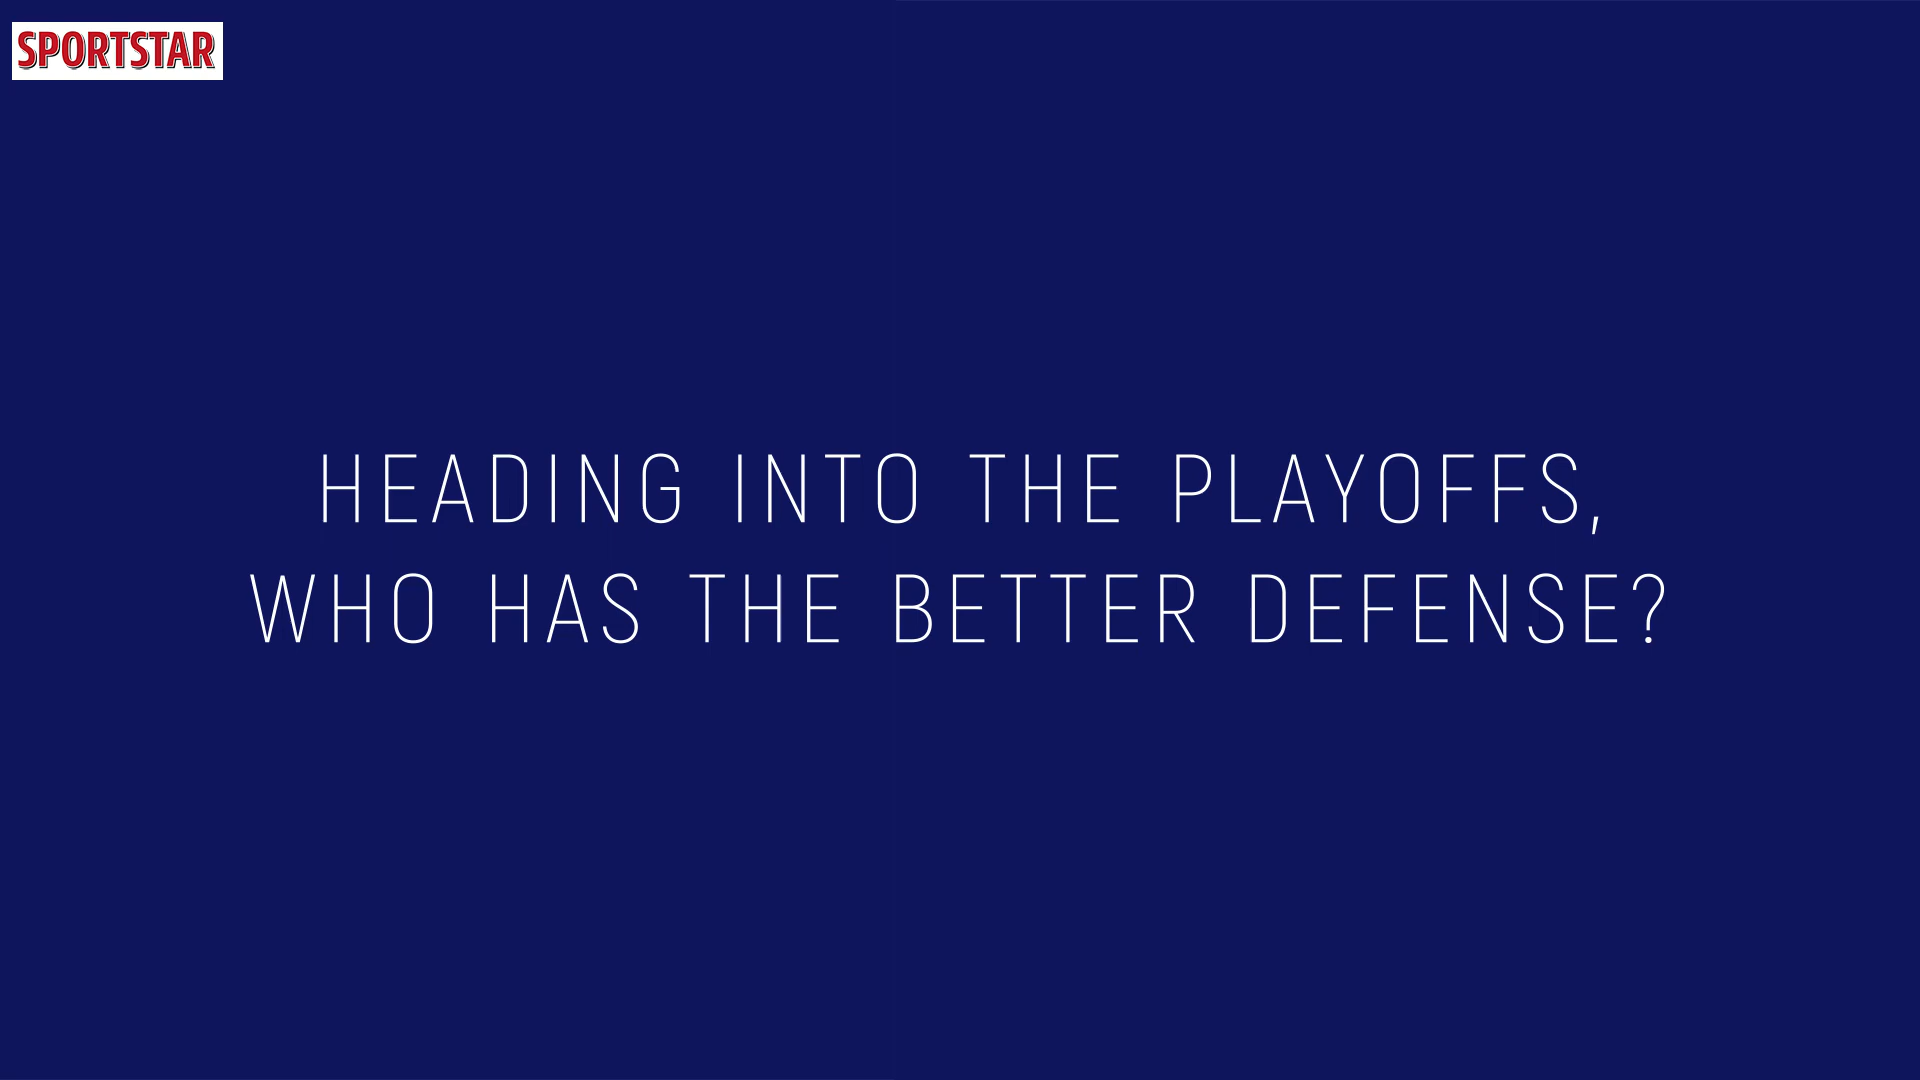 SPORTSTAR
HEADING INTO THE PLAYOFFS,
WHO HAS THE BETTER DEFENSE?